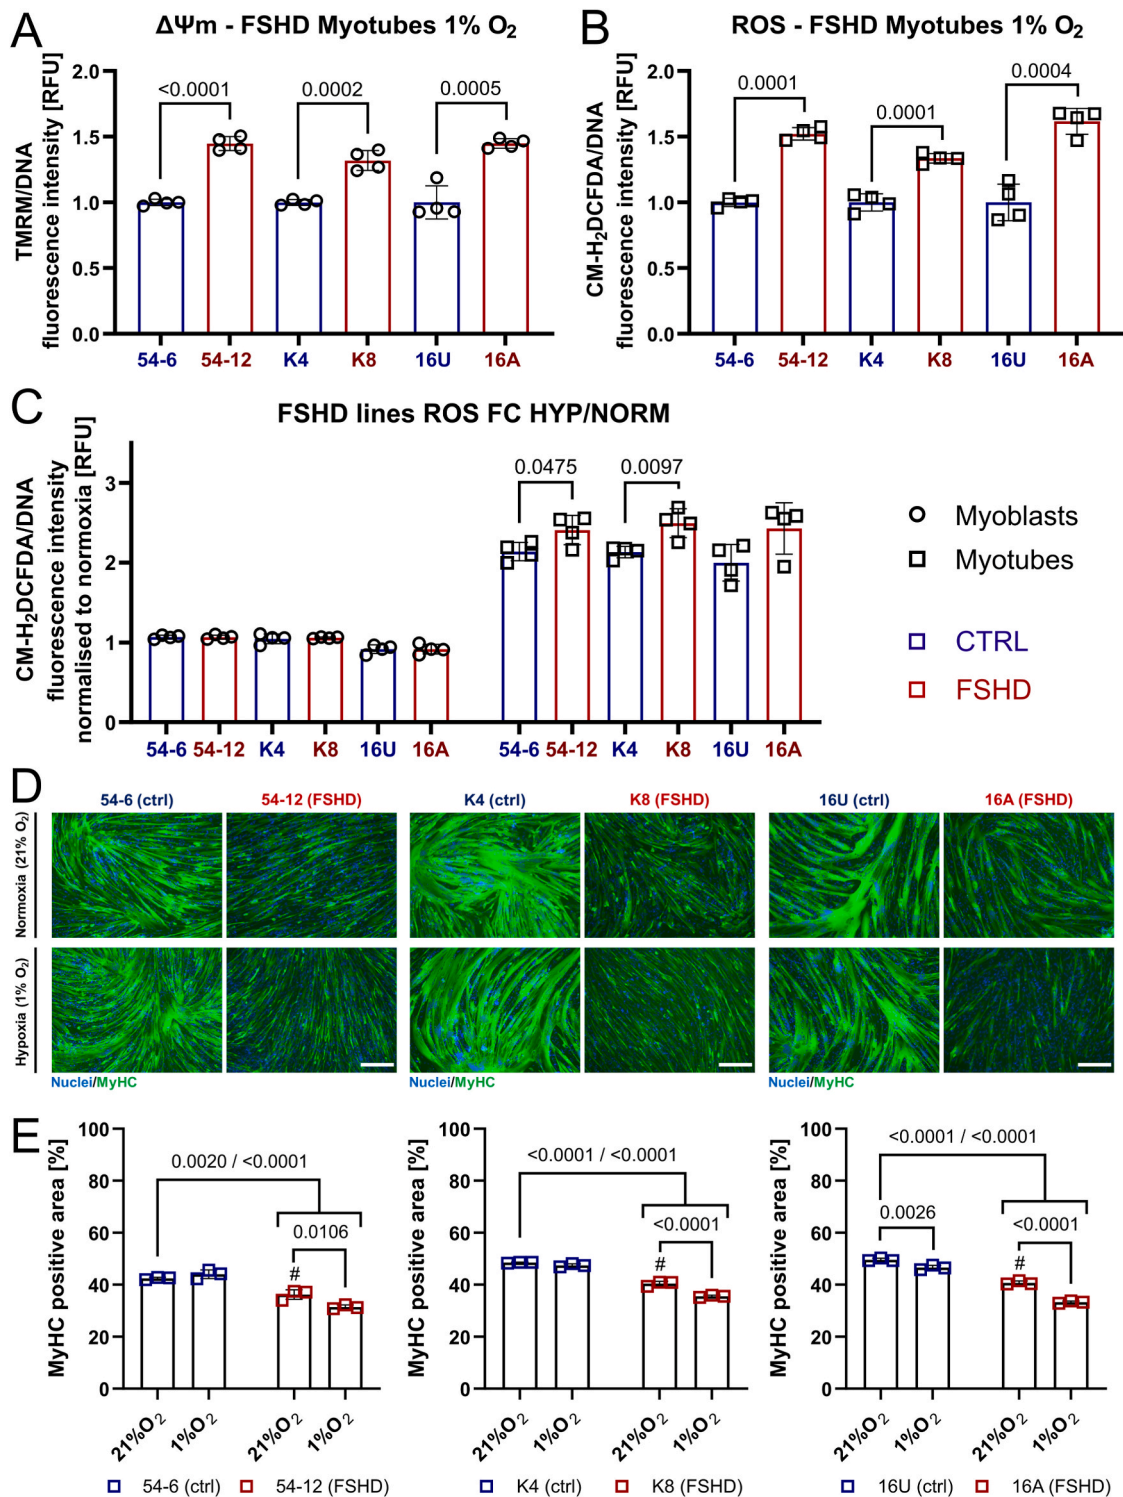 A
ΔΨm - FSHD Myotubes 1% O₂
TMRM/DNA
fluorescence intensity [RFU]
2.0
1.5
1.0
0.5
0.0
<0.0001
0.0002
0.0005
54-6 54-12 K4 K8 16U 16A
B
ROS - FSHD Myotubes 1% O₂
CM-H₂DCFDA/DNA
fluorescence intensity [RFU]
2.0
1.5
1.0
0.5
0.0
0.0001
0.0001
0.0004
54-6 54-12 K4 K8 16U 16A
C
FSHD lines ROS FC HYP/NORM
CM-H₂DCFDA/DNA
fluorescence intensity
normalised to normoxia [RFU]
3
2
1
0
0.0475
0.0097
54-6 54-12 K4 K8 16U 16A 54-6 54-12 K4 K8 16U 16A
Myoblasts
Myotubes
CTRL
FSHD
D
54-6 (ctrl) 54-12 (FSHD) K4 (ctrl) K8 (FSHD) 16U (ctrl) 16A (FSHD)
Normoxia (21% O₂)
Hypoxia (1% O₂)
Nuclei/MyHC Nuclei/MyHC Nuclei/MyHC
E
MyHC positive area [%]
100
80
60
40
20
0
0.0020 / <0.0001
0.0106
#
21%O₂ 1%O₂ 21%O₂ 1%O₂
54-6 (ctrl) 54-12 (FSHD)
MyHC positive area [%]
100
80
60
40
20
0
<0.0001 / <0.0001
<0.0001
#
21%O₂ 1%O₂ 21%O₂ 1%O₂
K4 (ctrl) K8 (FSHD)
MyHC positive area [%]
100
80
60
40
20
0
<0.0001 / <0.0001
0.0026
<0.0001
#
21%O₂ 1%O₂ 21%O₂ 1%O₂
16U (ctrl) 16A (FSHD)